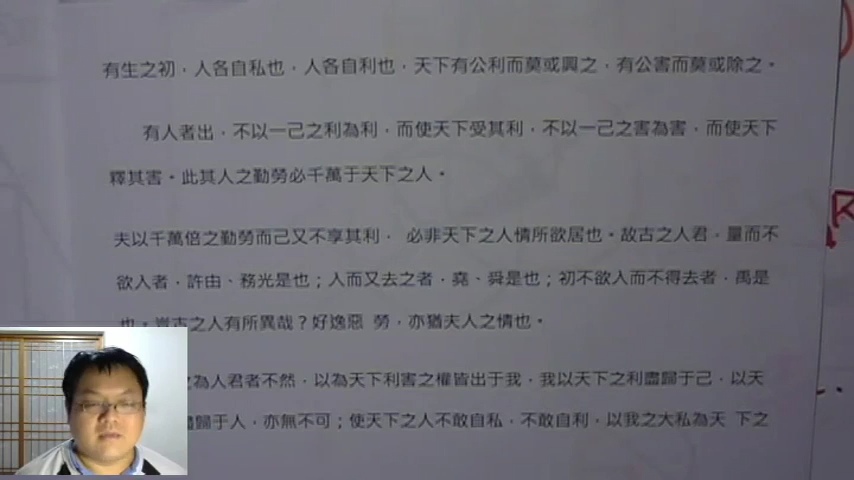 有生之初，人各自私也，人各自利也，天下有公利而莫或興之，有公害而莫或除之。
有人者出，不以一己之利為利，而使天下受其利，不以一己之害為害，而使天下
釋其害。此其人之勤勞必千萬于天下之人。
夫以千萬倍之勤勞而己又不享其利， 必非天下之人情所欲居也。故古之人君，量而不
欲入者，許由、務光是也；入而又去之者，堯、舜是也；初不欲入而不得去者，禹是
也。豈古之人有所異哉？好逸惡 勞，亦猶夫人之情也。
之為人君者不然，以為天下利害之權皆出于我，我以天下之利盡歸于己，以天
盡歸于人，亦無不可；使天下之人不敢自私，不敢自利，以我之大私為天 下之